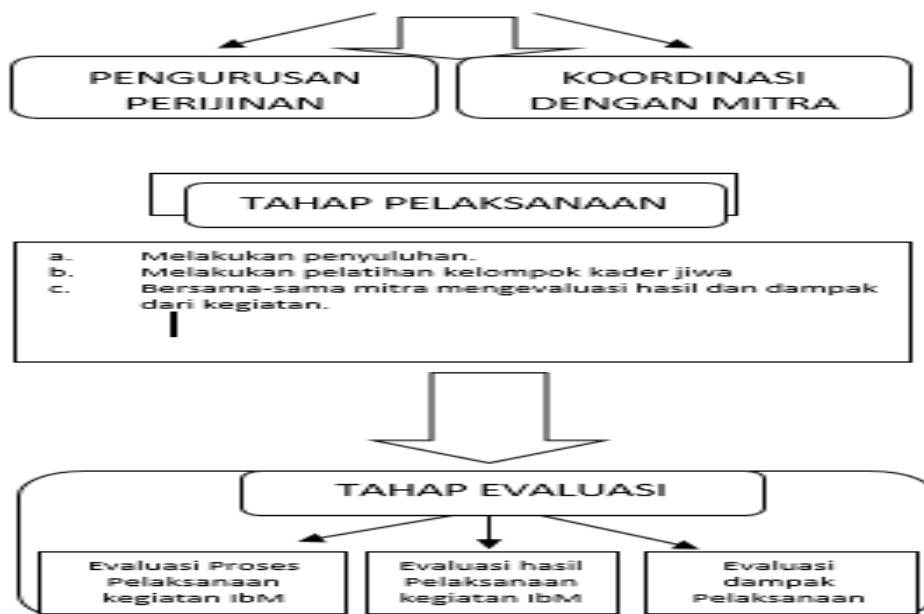 PENGURUSAN
PERIJINAN
KOORDINASI
DENGAN MITRA
TAHAP PELAKSANAAN
a. Melakukan penyuluhan.
b. Melakukan pelatihan kelompok kader jiwa
c. Bersama-sama mitra mengevaluasi hasil dan dampak
dari kegiatan.
TAHAP EVALUASI
Evaluasi Proses
Pelaksanaan
kegiatan IbM
Evaluasi hasil
Pelaksanaan
kegiatan IbM
Evaluasi
dampak
Pelaksanaan